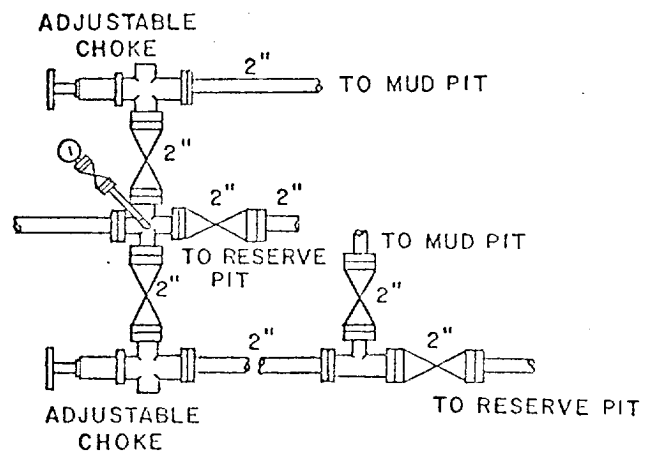 ADJUSTABLE
CHOKE
2"
TO MUD PIT
1
2"
2"
2"
TO RESERVE
PIT
TO MUD PIT
2"
2"
2"
2"
TO RESERVE PIT
ADJUSTABLE
CHOKE